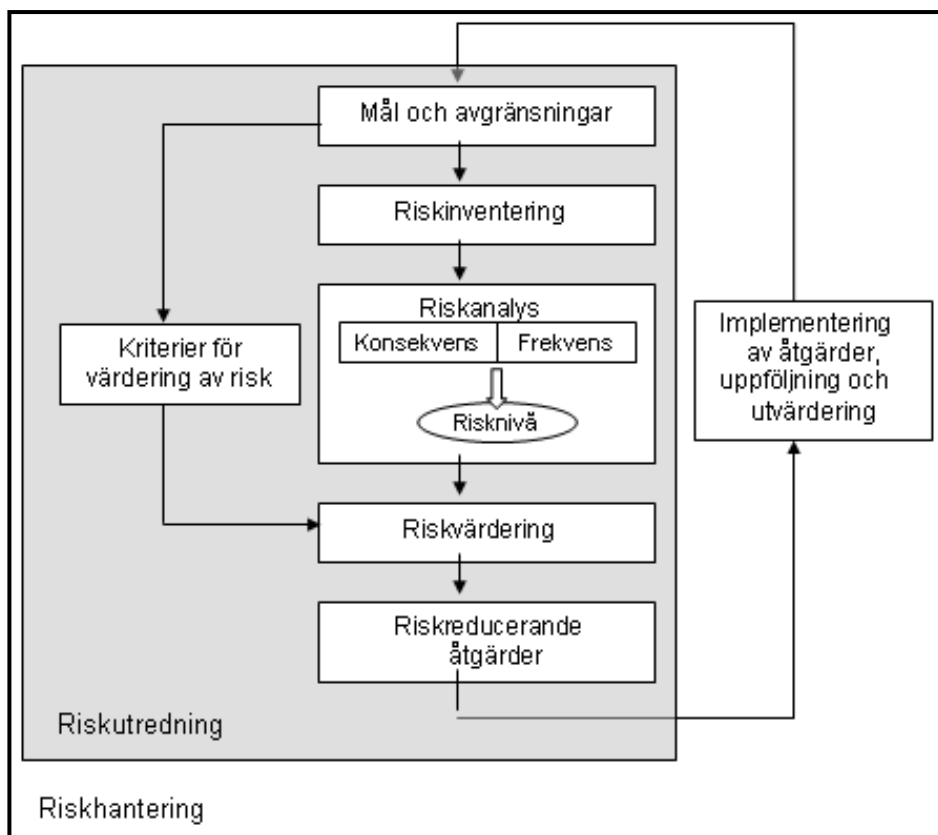 Mål och avgränsningar
Riskinventering
Riskanalys
Konsekvens
Frekvens
Risknivå
Kriterier för
värdering av risk
Riskvärdering
Riskreducerande
åtgärder
Implementering
av åtgärder,
uppföljning och
utvärdering
Riskutredning
Riskhantering